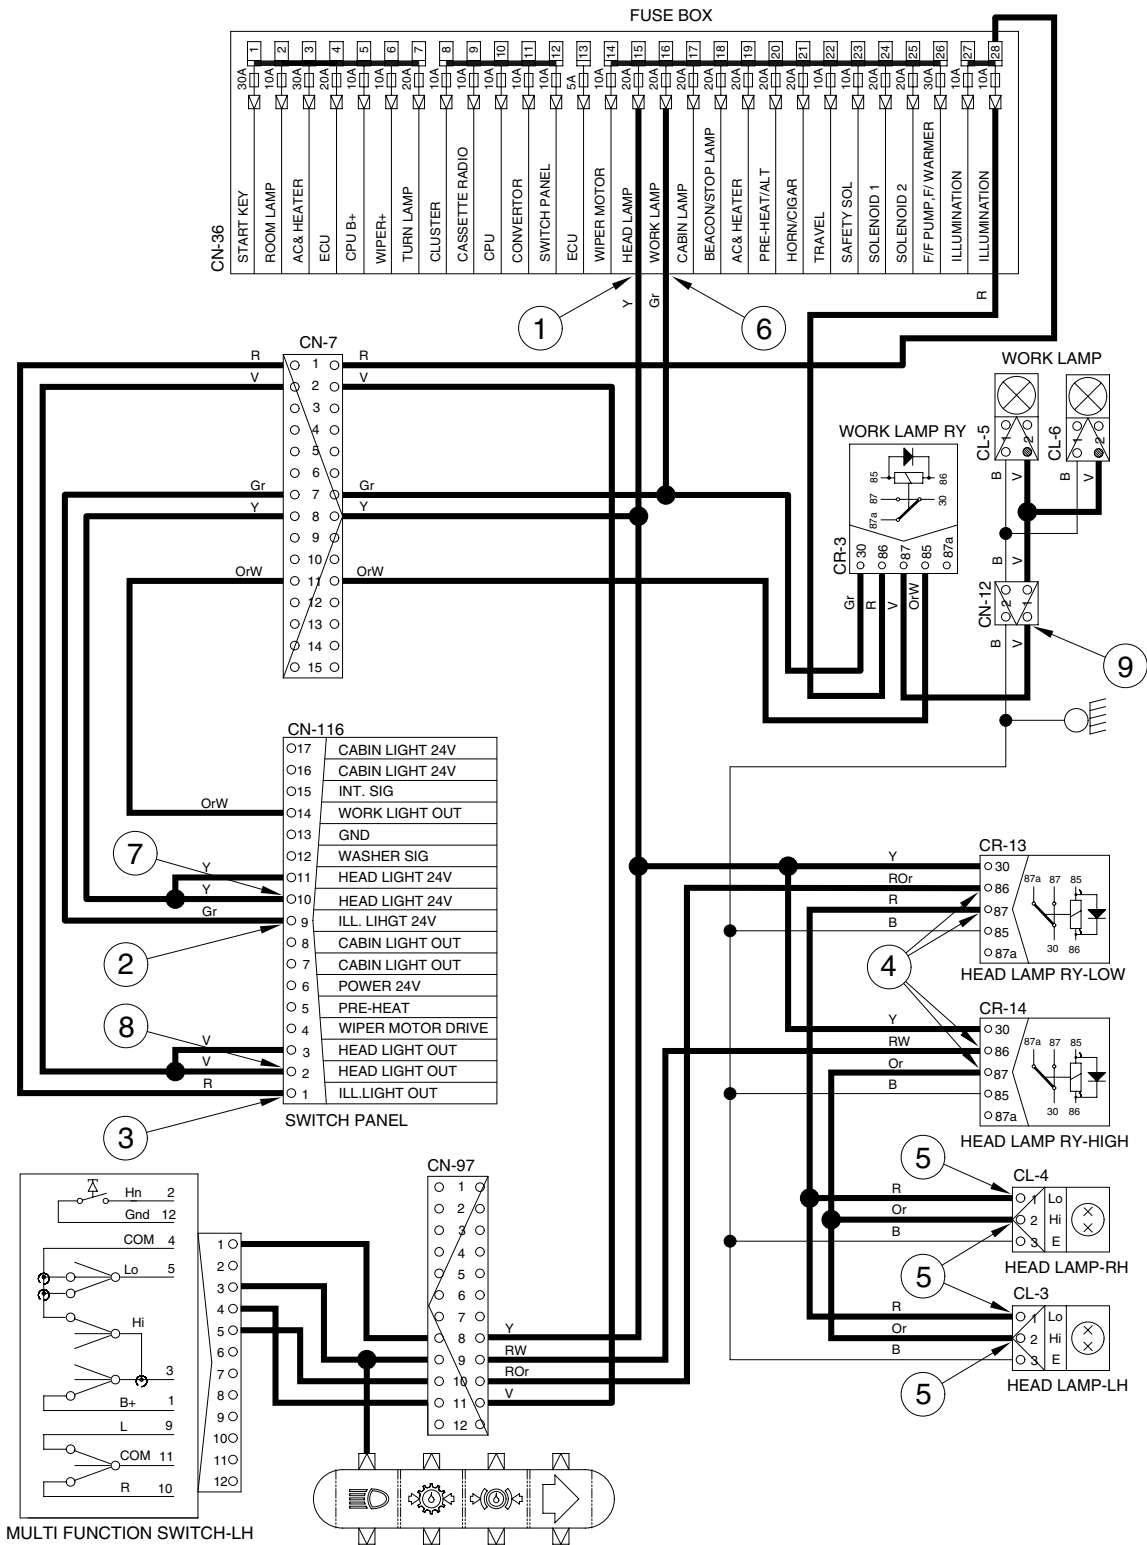 FUSE BOX
1 2 3 4 5 6 7 8 9 10 11 12 13 14 15 16 17 18 19 20 21 22 23 24 25 26 27 28
30A 10A 30A 20A 10A 10A 10A 10A 10A 10A 10A 10A 5A 10A 20A 20A 20A 20A 20A 20A 20A 10A 20A 20A 20A 30A 10A 10A
CN-36
START KEY
ROOM LAMP
AC& HEATER
ECU
CPU B+
WIPER+
TURN LAMP
CLUSTER
CASSETTE RADIO
CPU
CONVERTOR
SWITCH PANEL
ECU
WIPER MOTOR
HEAD LAMP
WORK LAMP
CABIN LAMP
BEACON/STOP LAMP
AC& HEATER
PRE-HEAT/ALT
HORN/CIGAR
TRAVEL
SAFETY SOL
SOLENOID 1
SOLENOID 2
F/F PUMP,F/ WARMER
ILLUMINATION
ILLUMINATION
1 Y Gr 6 R
CN-7
R 1 R
V 2 V
3
4
5
6
Gr 7 Gr
Y 8 Y
9
10
OrW 11 OrW
12
13
14
15
WORK LAMP
CL-5 1 2
CL-6 1 2
B V B V
B V
CN-12 2 1
B V
9
WORK LAMP RY
85 86
87 30
87a
CR-3 30 86 87 85 87a
Gr R V OrW
CN-116
17 CABIN LIGHT 24V
16 CABIN LIGHT 24V
15 INT. SIG
OrW 14 WORK LIGHT OUT
13 GND
12 WASHER SIG
7
Y 11 HEAD LIGHT 24V
Y 10 HEAD LIGHT 24V
Gr 9 ILL. LIHGT 24V
2
8 CABIN LIGHT OUT
7 CABIN LIGHT OUT
6 POWER 24V
5 PRE-HEAT
4 WIPER MOTOR DRIVE
8
V 3 HEAD LIGHT OUT
V 2 HEAD LIGHT OUT
R 1 ILL.LIGHT OUT
3
SWITCH PANEL
CR-13
Y 30
ROr 86
R 87
B 85
87a
87a 87 85
30 86
HEAD LAMP RY-LOW
4
CR-14
Y 30
RW 86
Or 87
B 85
87a
87a 87 85
30 86
HEAD LAMP RY-HIGH
5
CL-4
R 1 Lo
Or 2 Hi
B 3 E
HEAD LAMP-RH
5
CL-3
R 1 Lo
Or 2 Hi
B 3 E
HEAD LAMP-LH
5
CN-97
1
2
3
4
5
6
7
8 Y
9 RW
10 ROr
11 V
12
Hn 2
Gnd 12
COM 4
Lo 5
Hi
3
B+ 1
L 9
COM 11
R 10
1
2
3
4
5
6
7
8
9
10
11
12
MULTI FUNCTION SWITCH-LH